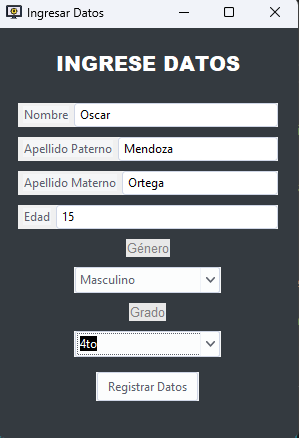 Ingresar Datos
INGRESE DATOS
Nombre Oscar
Apellido Paterno Mendoza
Apellido Materno Ortega
Edad 15
Género
Masculino
Grado
4to
Registrar Datos